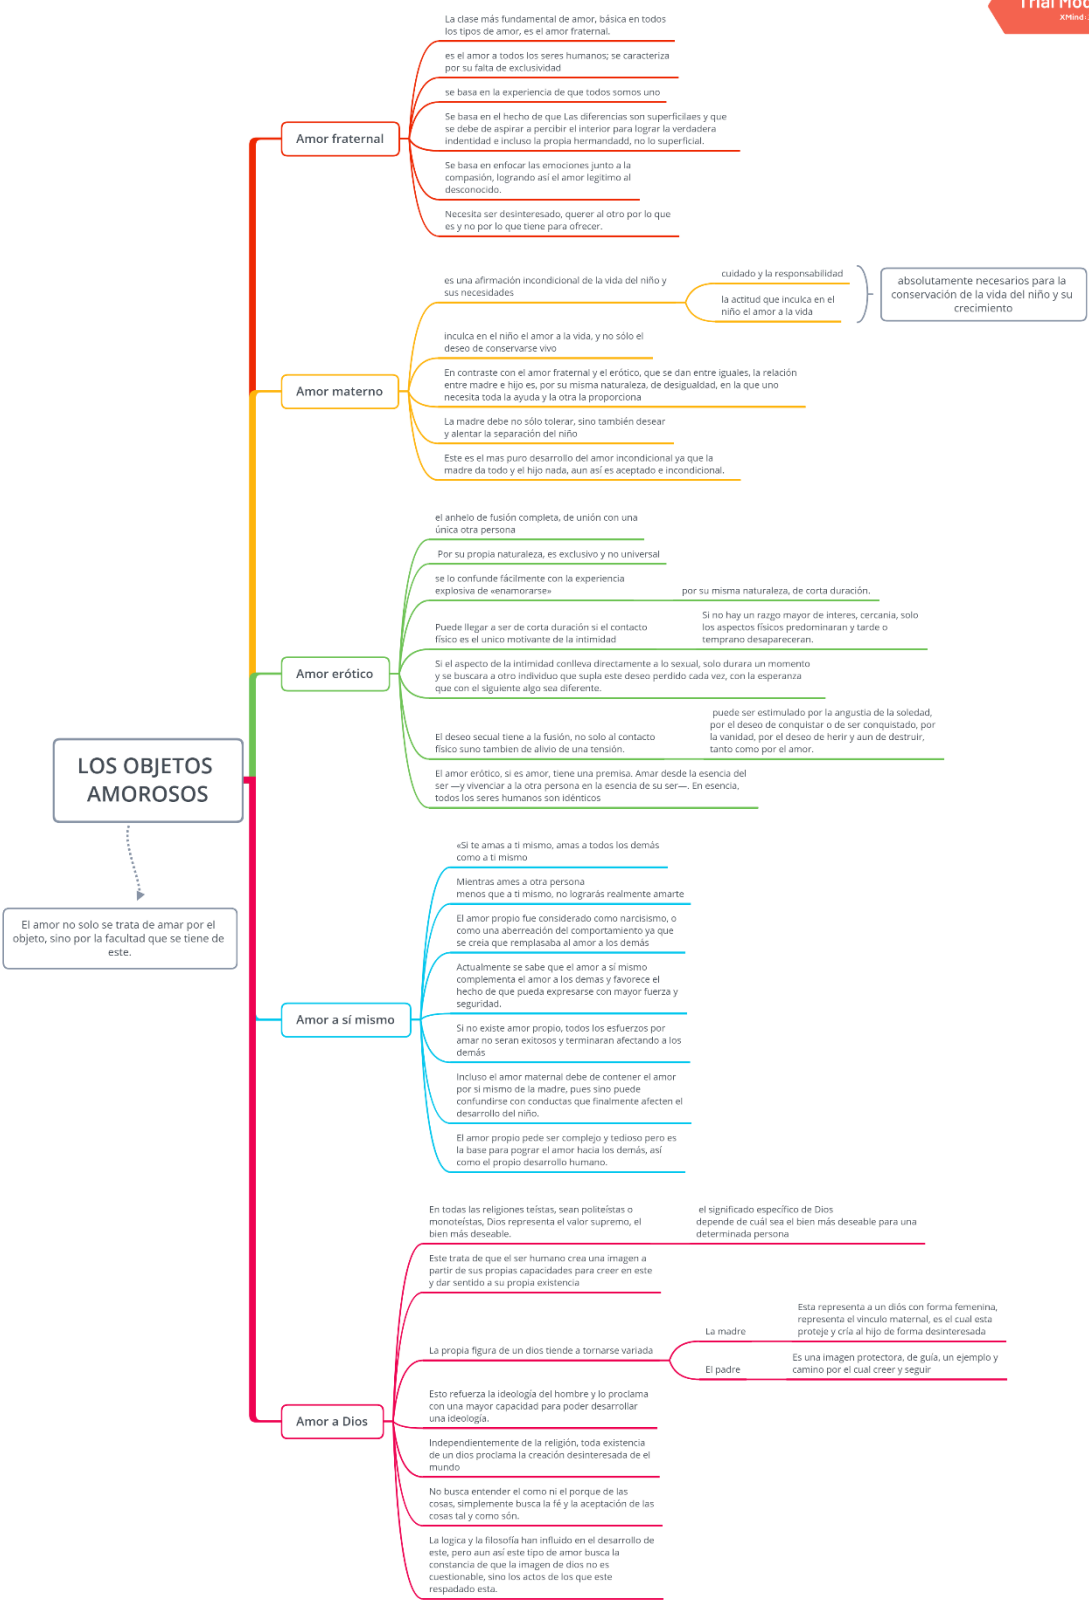 Trial Mod
XMind
La clase más fundamental de amor, básica en todos
los tipos de amor, es el amor fraternal.
es el amor a todos los seres humanos; se caracteriza
por su falta de exclusividad
se basa en la experiencia de que todos somos uno
Se basa en el hecho de que Las diferencias son superficilaes y que
se debe de aspirar a percibir el interior para lograr la verdadera
indentidad e incluso la propia hermandadd, no lo superficial.
Se basa en enfocar las emociones junto a la
compasión, logrando así el amor legitimo al
desconocido.
Necesita ser desinteresado, querer al otro por lo que
es y no por lo que tiene para ofrecer.
Amor fraternal
es una afirmación incondicional de la vida del niño y
sus necesidades
cuidado y la responsabilidad
la actitud que inculca en el
niño el amor a la vida
absolutamente necesarios para la
conservación de la vida del niño y su
crecimiento
inculca en el niño el amor a la vida, y no sólo el
deseo de conservarse vivo
Amor materno
En contraste con el amor fraternal y el erótico, que se dan entre iguales, la relación
entre madre e hijo es, por su misma naturaleza, de desigualdad, en la que uno
necesita toda la ayuda y la otra la proporciona
La madre debe no sólo tolerar, sino también desear
y alentar la separación del niño
Este es el mas puro desarrollo del amor incondicional ya que la
madre da todo y el hijo nada, aun así es aceptado e incondicional.
el anhelo de fusión completa, de unión con una
única otra persona
Por su propia naturaleza, es exclusivo y no universal
se lo confunde fácilmente con la experiencia
explosiva de «enamorarse»
por su misma naturaleza, de corta duración.
Puede llegar a ser de corta duración si el contacto
físico es el unico motivante de la intimidad
Si no hay un razgo mayor de interes, cercania, solo
los aspectos físicos predominaran y tarde o
temprano desapareceran.
Amor erótico
Si el aspecto de la intimidad conlleva directamente a lo sexual, solo durara un momento
y se buscara a otro individuo que supla este deseo perdido cada vez, con la esperanza
que con el siguiente algo sea diferente.
El deseo secual tiene a la fusión, no solo al contacto
físico suno tambien de alivio de una tensión.
puede ser estimulado por la angustia de la soledad,
por el deseo de conquistar o de ser conquistado, por
la vanidad, por el deseo de herir y aun de destruir,
tanto como por el amor.
El amor erótico, si es amor, tiene una premisa. Amar desde la esencia del
ser —y vivenciar a la otra persona en la esencia de su ser—. En esencia,
todos los seres humanos son idénticos
LOS OBJETOS
AMOROSOS
El amor no solo se trata de amar por el
objeto, sino por la facultad que se tiene de
este.
«Si te amas a ti mismo, amas a todos los demás
como a ti mismo
Mientras ames a otra persona
menos que a ti mismo, no lograrás realmente amarte
El amor propio fue considerado como narcisismo, o
como una aberreación del comportamiento ya que
se creia que remplasaba al amor a los demás
Actualmente se sabe que el amor a sí mismo
complementa el amor a los demas y favorece el
hecho de que pueda expresarse con mayor fuerza y
seguridad.
Amor a sí mismo
Si no existe amor propio, todos los esfuerzos por
amar no seran exitosos y terminaran afectando a los
demás
Incluso el amor maternal debe de contener el amor
por si mismo de la madre, pues sino puede
confundirse con conductas que finalmente afecten el
desarrollo del niño.
El amor propio pede ser complejo y tedioso pero es
la base para pograr el amor hacia los demás, así
como el propio desarrollo humano.
En todas las religiones teístas, sean politeístas o
monoteístas, Dios representa el valor supremo, el
bien más deseable.
el significado específico de Dios
depende de cuál sea el bien más deseable para una
determinada persona
Este trata de que el ser humano crea una imagen a
partir de sus propias capacidades para creer en este
y dar sentido a su propia existencia
La propia figura de un dios tiende a tornarse variada
La madre
Esta representa a un diós con forma femenina,
representa el vinculo maternal, es el cual esta
proteje y cría al hijo de forma desinteresada
El padre
Es una imagen protectora, de guía, un ejemplo y
camino por el cual creer y seguir
Amor a Dios
Esto refuerza la ideología del hombre y lo proclama
con una mayor capacidad para poder desarrollar
una ideología.
Independientemente de la religión, toda existencia
de un dios proclama la creación desinteresada de el
mundo
No busca entender el como ni el porque de las
cosas, simplemente busca la fé y la aceptación de las
cosas tal y como són.
La logica y la filosofía han influido en el desarrollo de
este, pero aun así este tipo de amor busca la
constancia de que la imagen de dios no es
cuestionable, sino los actos de los que este
respadado esta.